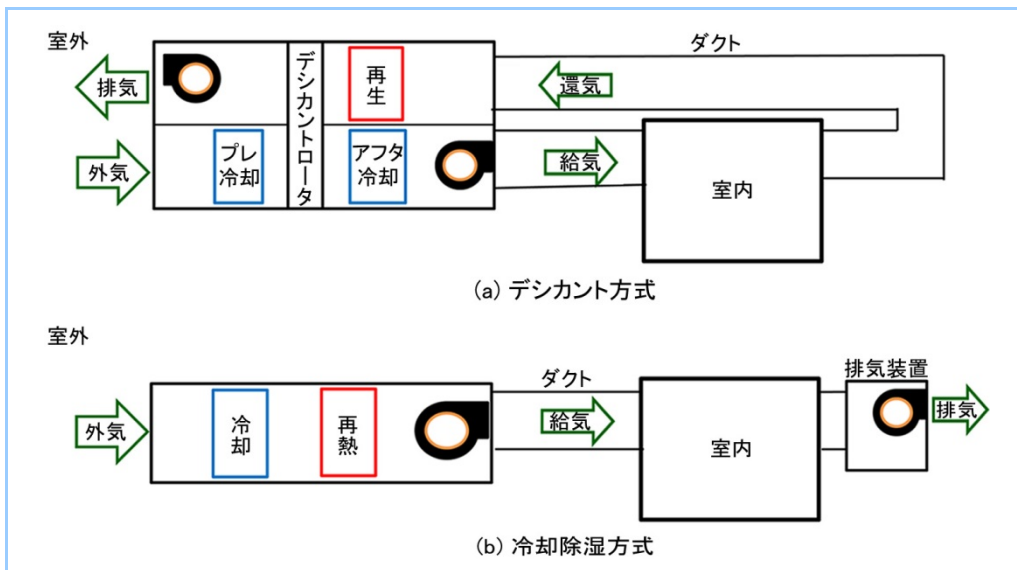 室外
ダクト
排気
デシカントロータ
再生
還気
外気
プレ
冷却
アフタ
冷却
給気
室内
(a) デシカント方式
室外
ダクト
排気装置
外気
冷却
再熱
給気
室内
排気
(b) 冷却除湿方式